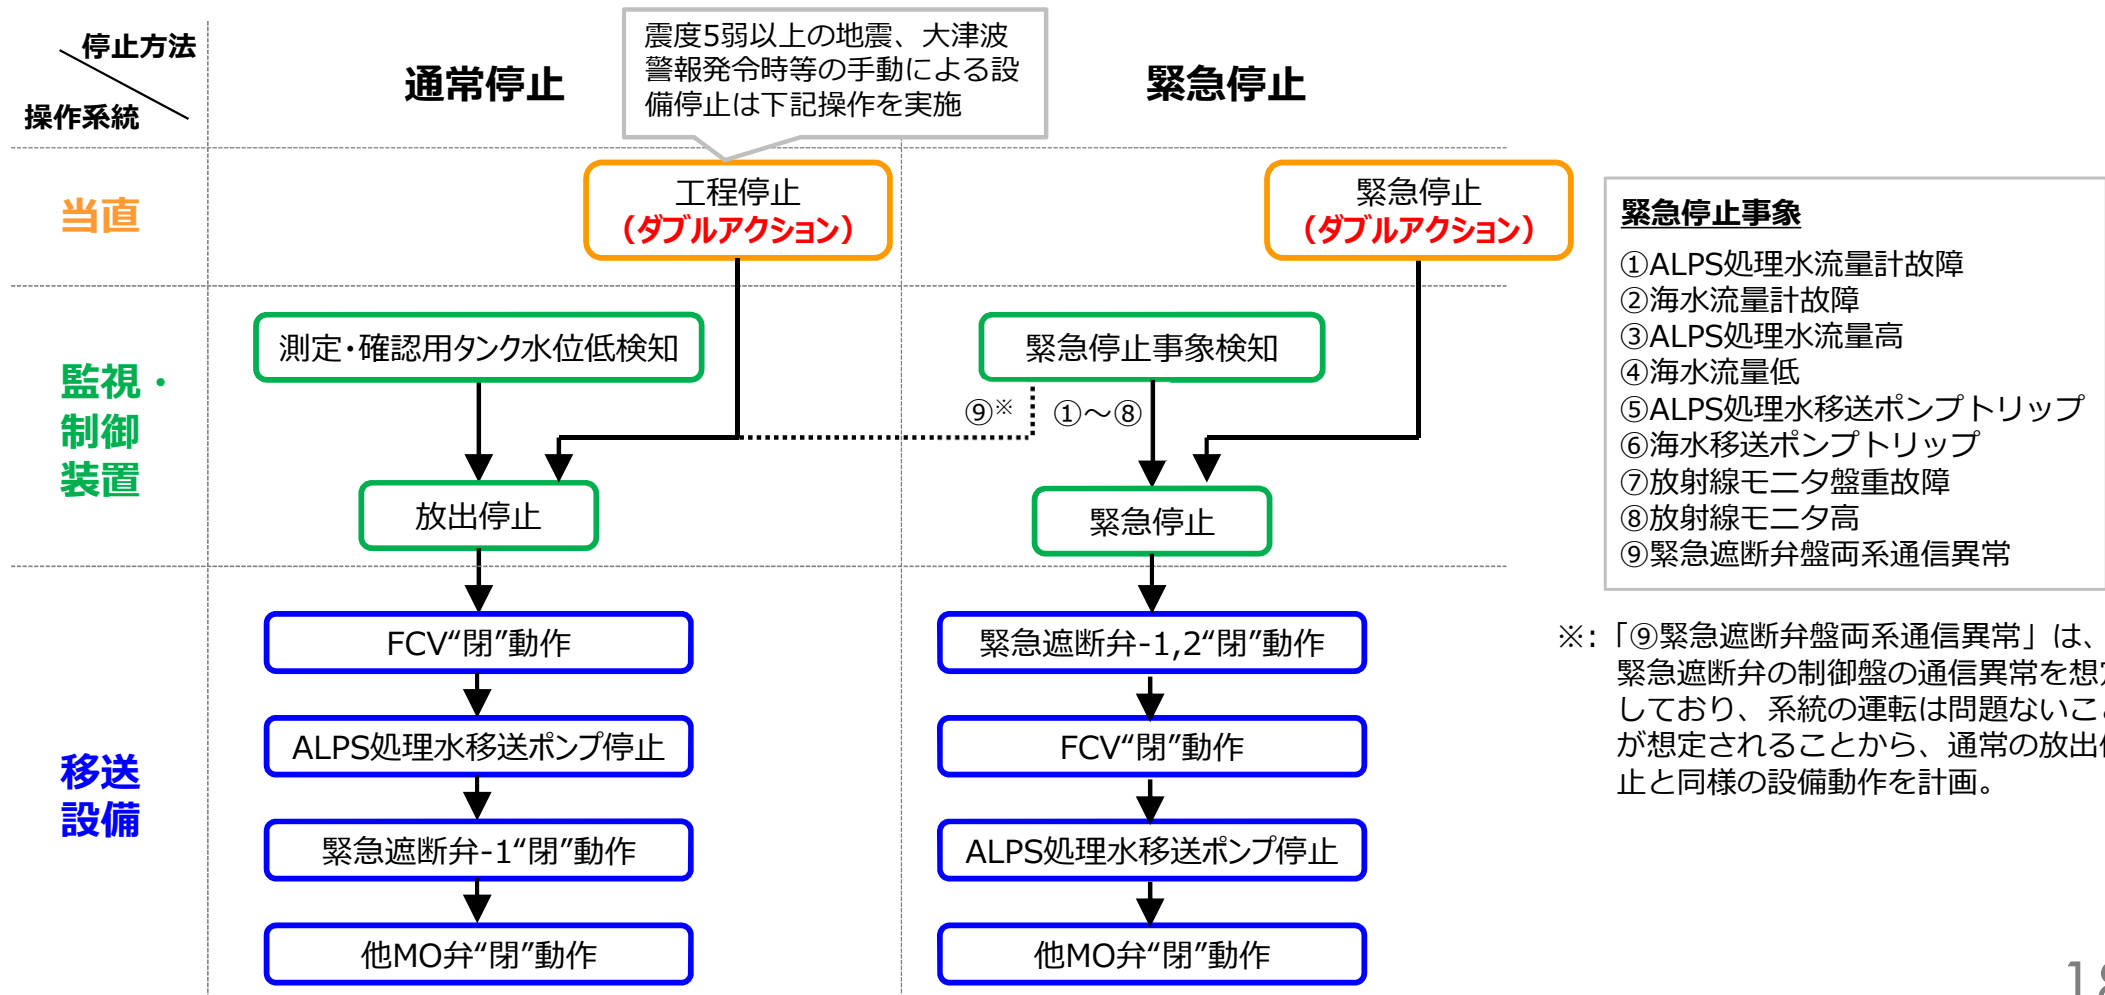 停止方法
操作系統
通常停止
震度5弱以上の地震、大津波
警報発令時等の手動による設
備停止は下記操作を実施
緊急停止
当直
工程停止
（ダブルアクション）
緊急停止
（ダブルアクション）
監視・
制御
装置
測定・確認用タンク水位低検知
緊急停止事象検知
⑨※
①～⑧
放出停止
緊急停止
移送
設備
FCV“閉”動作
ALPS処理水移送ポンプ停止
緊急遮断弁-1“閉”動作
他MO弁“閉”動作
緊急遮断弁-1,2“閉”動作
FCV“閉”動作
ALPS処理水移送ポンプ停止
他MO弁“閉”動作
緊急停止事象
①ALPS処理水流量計故障
②海水流量計故障
③ALPS処理水流量高
④海水流量低
⑤ALPS処理水移送ポンプトリップ
⑥海水移送ポンプトリップ
⑦放射線モニタ盤重故障
⑧放射線モニタ高
⑨緊急遮断弁盤両系通信異常
※：「⑨緊急遮断弁盤両系通信異常」は、
緊急遮断弁の制御盤の通信異常を想
しており、系統の運転は問題ないこ
が想定されることから、通常の放出
止と同様の設備動作を計画。